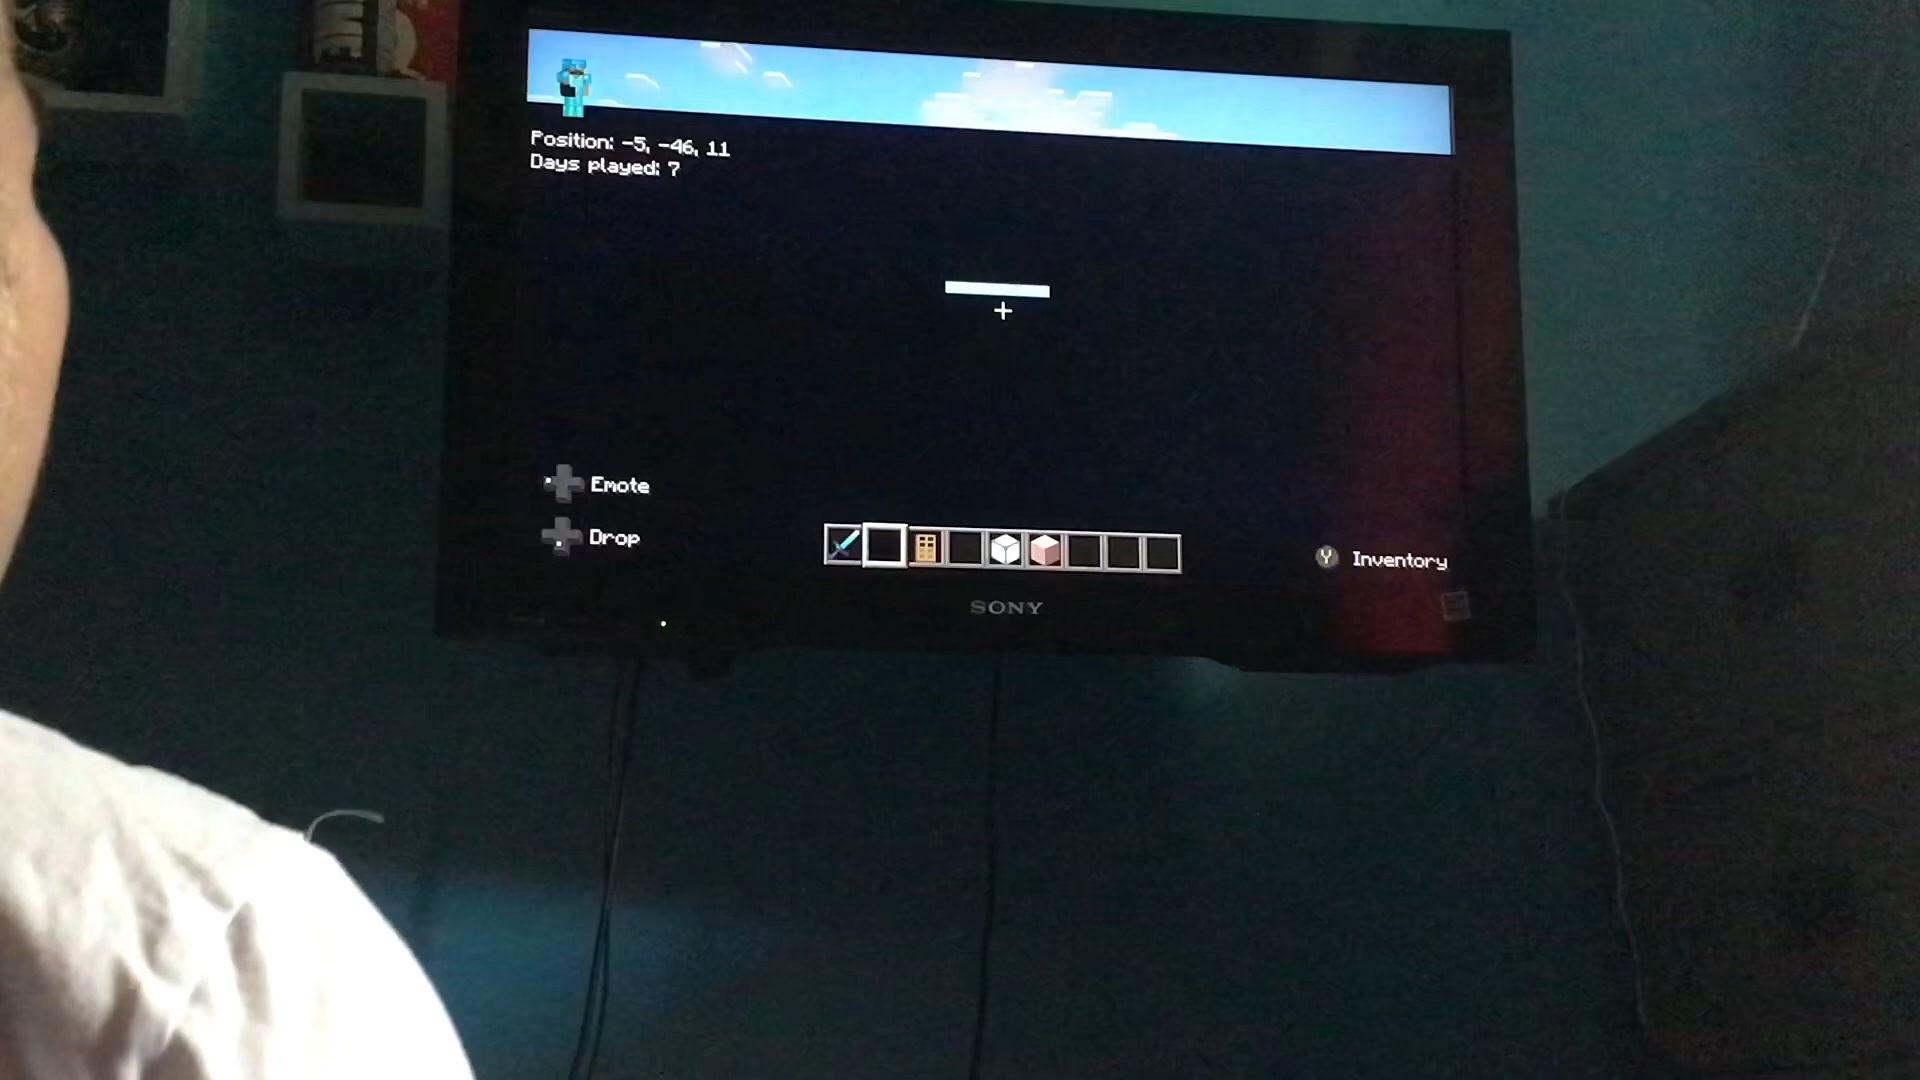 Position: -5, -46, 11
Days played: 7
Emote
Drop
Y Inventory
SONY